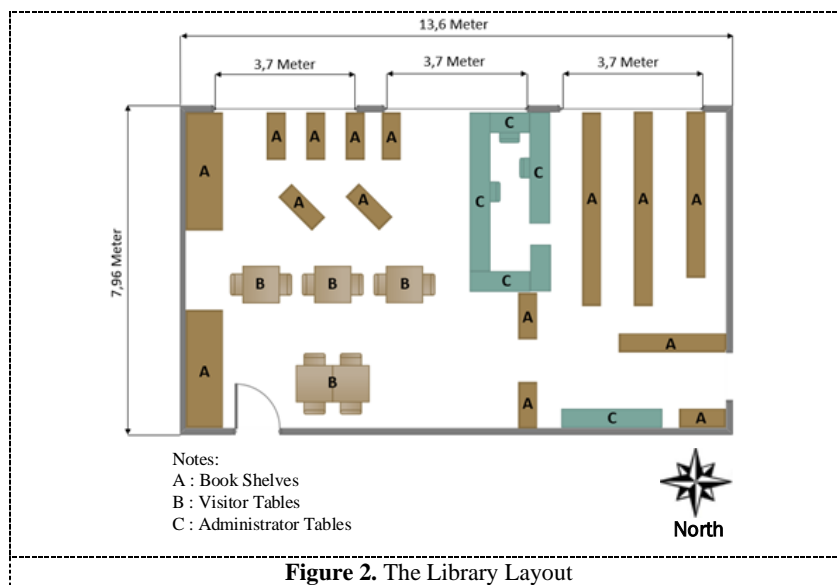 13,6 Meter
3,7 Meter 3,7 Meter 3,7 Meter
7,96 Meter
A A A A A C
A C A A A
A A C
B B B C
A
A A
B
A C A
Notes:
A : Book Shelves
B : Visitor Tables
C : Administrator Tables
North
Figure 2. The Library Layout